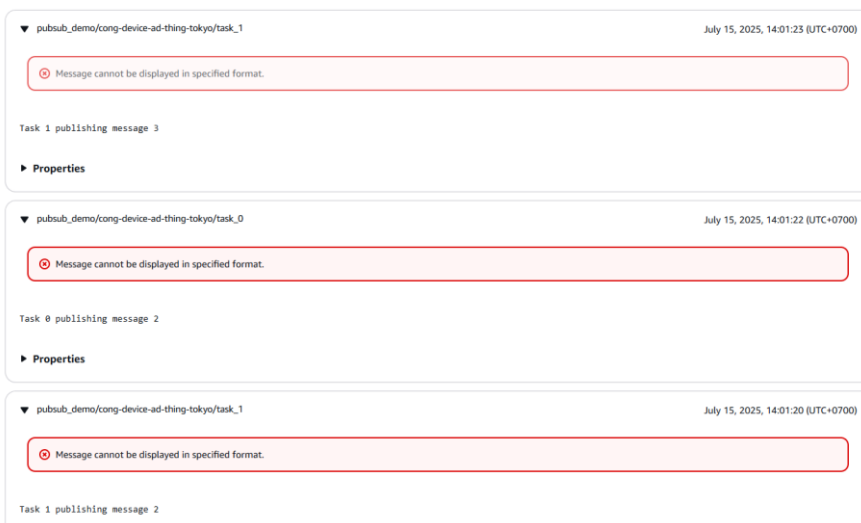 pubsub_demo/cong-device-ad-thing-tokyo/task_1 July 15, 2025, 14:01:23 (UTC+0700)
Message cannot be displayed in specified format.
Task 1 publishing message 3
Properties
pubsub_demo/cong-device-ad-thing-tokyo/task_0 July 15, 2025, 14:01:22 (UTC+0700)
Message cannot be displayed in specified format.
Task 0 publishing message 2
Properties
pubsub_demo/cong-device-ad-thing-tokyo/task_1 July 15, 2025, 14:01:20 (UTC+0700)
Message cannot be displayed in specified format.
Task 1 publishing message 2